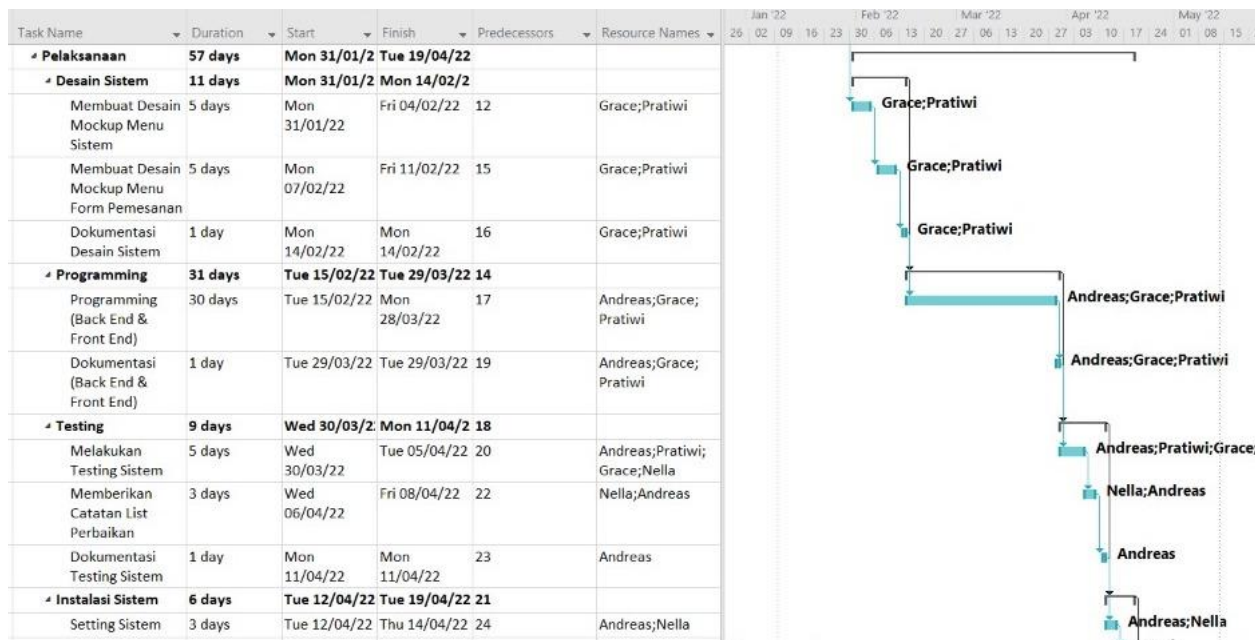 Jan '22 Feb '22 Mar '22 Apr '22 May '22
Task Name Duration Start Finish Predecessors Resource Names 26 02 09 16 23 30 06 13 20 27 06 13 20 27 03 10 17 24 01 08 15
Pelaksanaan 57 days Mon 31/01/2 Tue 19/04/22
Desain Sistem 11 days Mon 31/01/2 Mon 14/02/2
Membuat Desain 5 days Mon Fri 04/02/22 12 Grace;Pratiwi Grace;Pratiwi
Mockup Menu 31/01/22
Sistem
Membuat Desain 5 days Mon Fri 11/02/22 15 Grace;Pratiwi Grace;Pratiwi
Mockup Menu 07/02/22
Form Pemesanan
Dokumentasi 1 day Mon Mon 16 Grace;Pratiwi Grace;Pratiwi
Desain Sistem 14/02/22 14/02/22
Programming 31 days Tue 15/02/22 Tue 29/03/22 14
Programming 30 days Tue 15/02/22 Mon 17 Andreas;Grace; Andreas;Grace;Pratiwi
(Back End & 28/03/22 Pratiwi
Front End)
Dokumentasi 1 day Tue 29/03/22 Tue 29/03/22 19 Andreas;Grace; Andreas;Grace;Pratiwi
(Back End & Pratiwi
Front End)
Testing 9 days Wed 30/03/2 Mon 11/04/2 18
Melakukan 5 days Wed Tue 05/04/22 20 Andreas;Pratiwi; Andreas;Pratiwi;Grace;
Testing Sistem 30/03/22 Grace;Nella
Memberikan 3 days Wed Fri 08/04/22 22 Nella;Andreas Nella;Andreas
Catatan List 06/04/22
Perbaikan
Dokumentasi 1 day Mon Mon 23 Andreas Andreas
Testing Sistem 11/04/22 11/04/22
Instalasi Sistem 6 days Tue 12/04/22 Tue 19/04/22 21
Setting Sistem 3 days Tue 12/04/22 Thu 14/04/22 24 Andreas;Nella Andreas;Nella